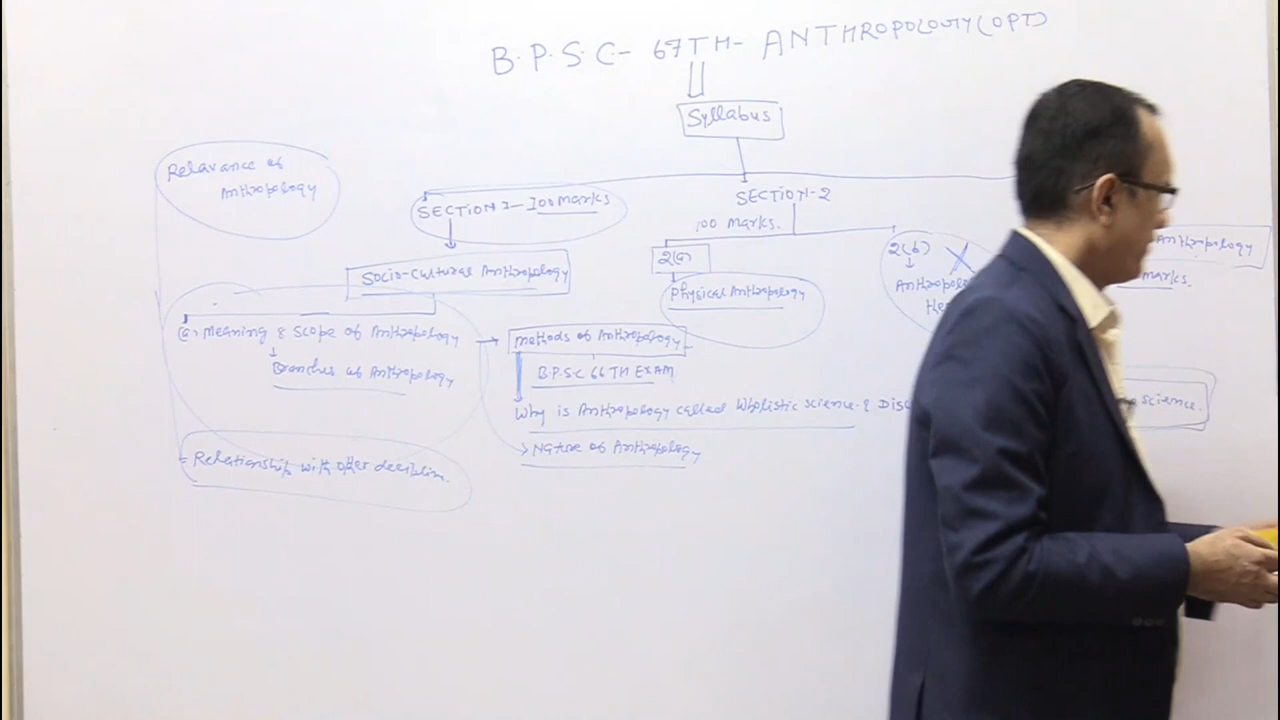 B.P.S.C- 67TH- ANTHROPOLOGY(OPT)
Syllabus
Relavance of
Anthropology
SECTION 1- 100 Marks
SECTION-2
100 Marks.
Socio-Cultural Anthropology
2(a)
Physical Anthropology
2(b)
Anthropolo
Anthropology
Marks.
(a). Meaning & Scope of Anthropology
Branches of Anthropology
methods of Anthropology
B.P.S.C 66TH EXAM
Why is Anthropology called Wholistic science & Disc
Science.
Nature of Anthropology
Relationship with other